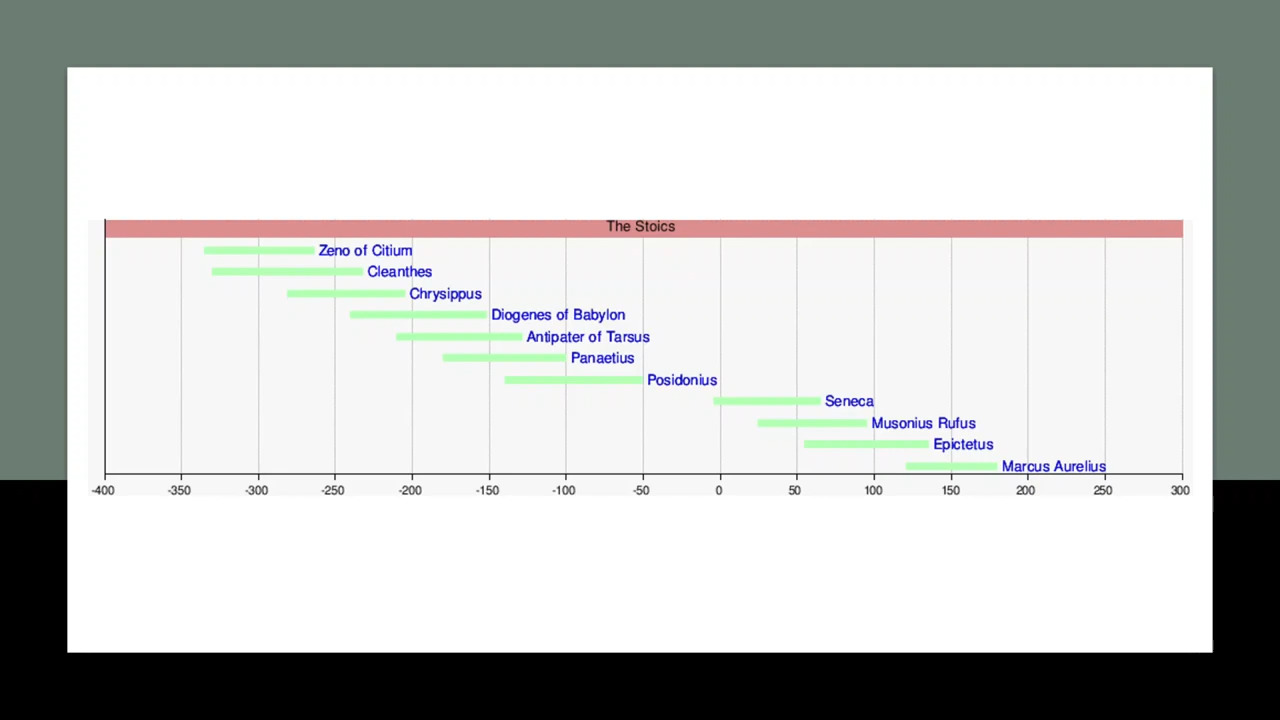 The Stoics
Zeno of Citium
Cleanthes
Chrysippus
Diogenes of Babylon
Antipater of Tarsus
Panaetius
Posidonius
Seneca
Musonius Rufus
Epictetus
Marcus Aurelius
-400 -350 -300 -250 -200 -150 -100 -50 0 50 100 150 200 250 300